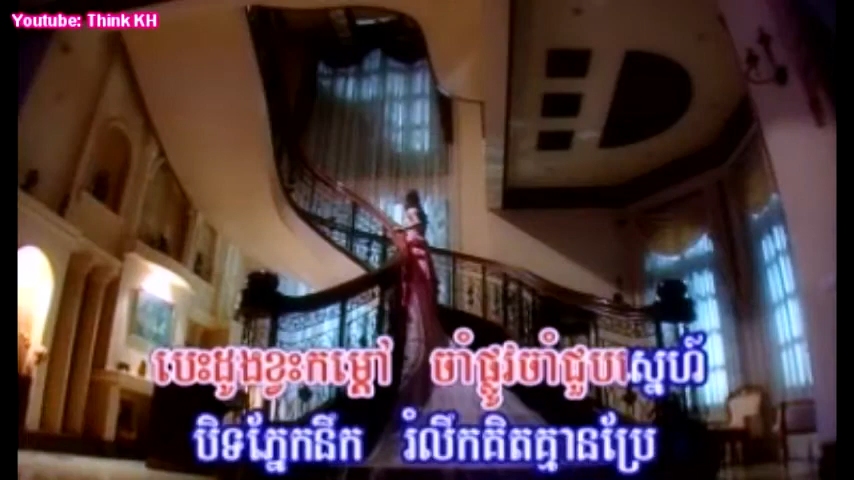 Youtube: Think KH
បេះដូងខ្វះកម្ដៅ ចាំផ្លូវចាំជួបស្នេហ៍
បិទភ្នែកនឹក រំលឹកគិតគ្មានប្រែ